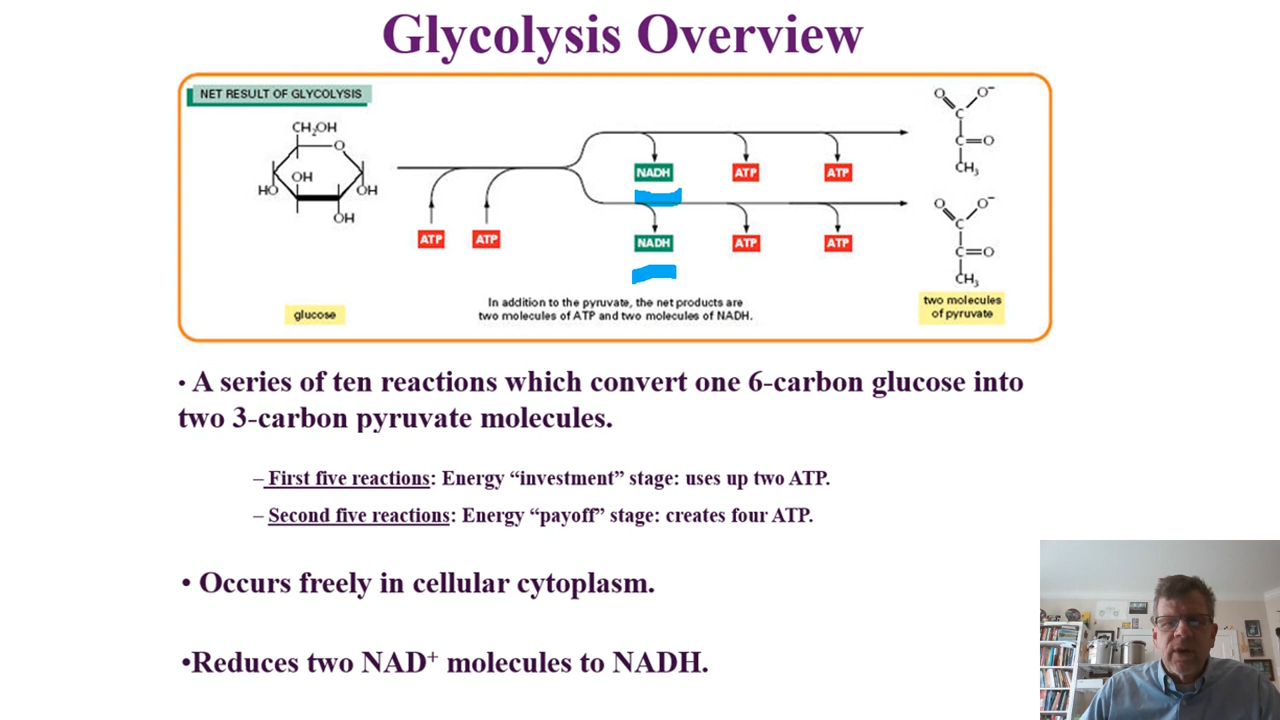 Glycolysis Overview
NET RESULT OF GLYCOLYSIS
CH₂OH
O
OH
HO
OH
OH
ATP
ATP
NADH
ATP
ATP
NADH
ATP
ATP
O
O⁻
C
C=O
CH₃
O
O⁻
C
C=O
CH₃
glucose
In addition to the pyruvate, the net products are
two molecules of ATP and two molecules of NADH.
two molecules
of pyruvate
• A series of ten reactions which convert one 6-carbon glucose into
two 3-carbon pyruvate molecules.
– First five reactions: Energy “investment” stage: uses up two ATP.
– Second five reactions: Energy “payoff” stage: creates four ATP.
• Occurs freely in cellular cytoplasm.
•Reduces two NAD⁺ molecules to NADH.